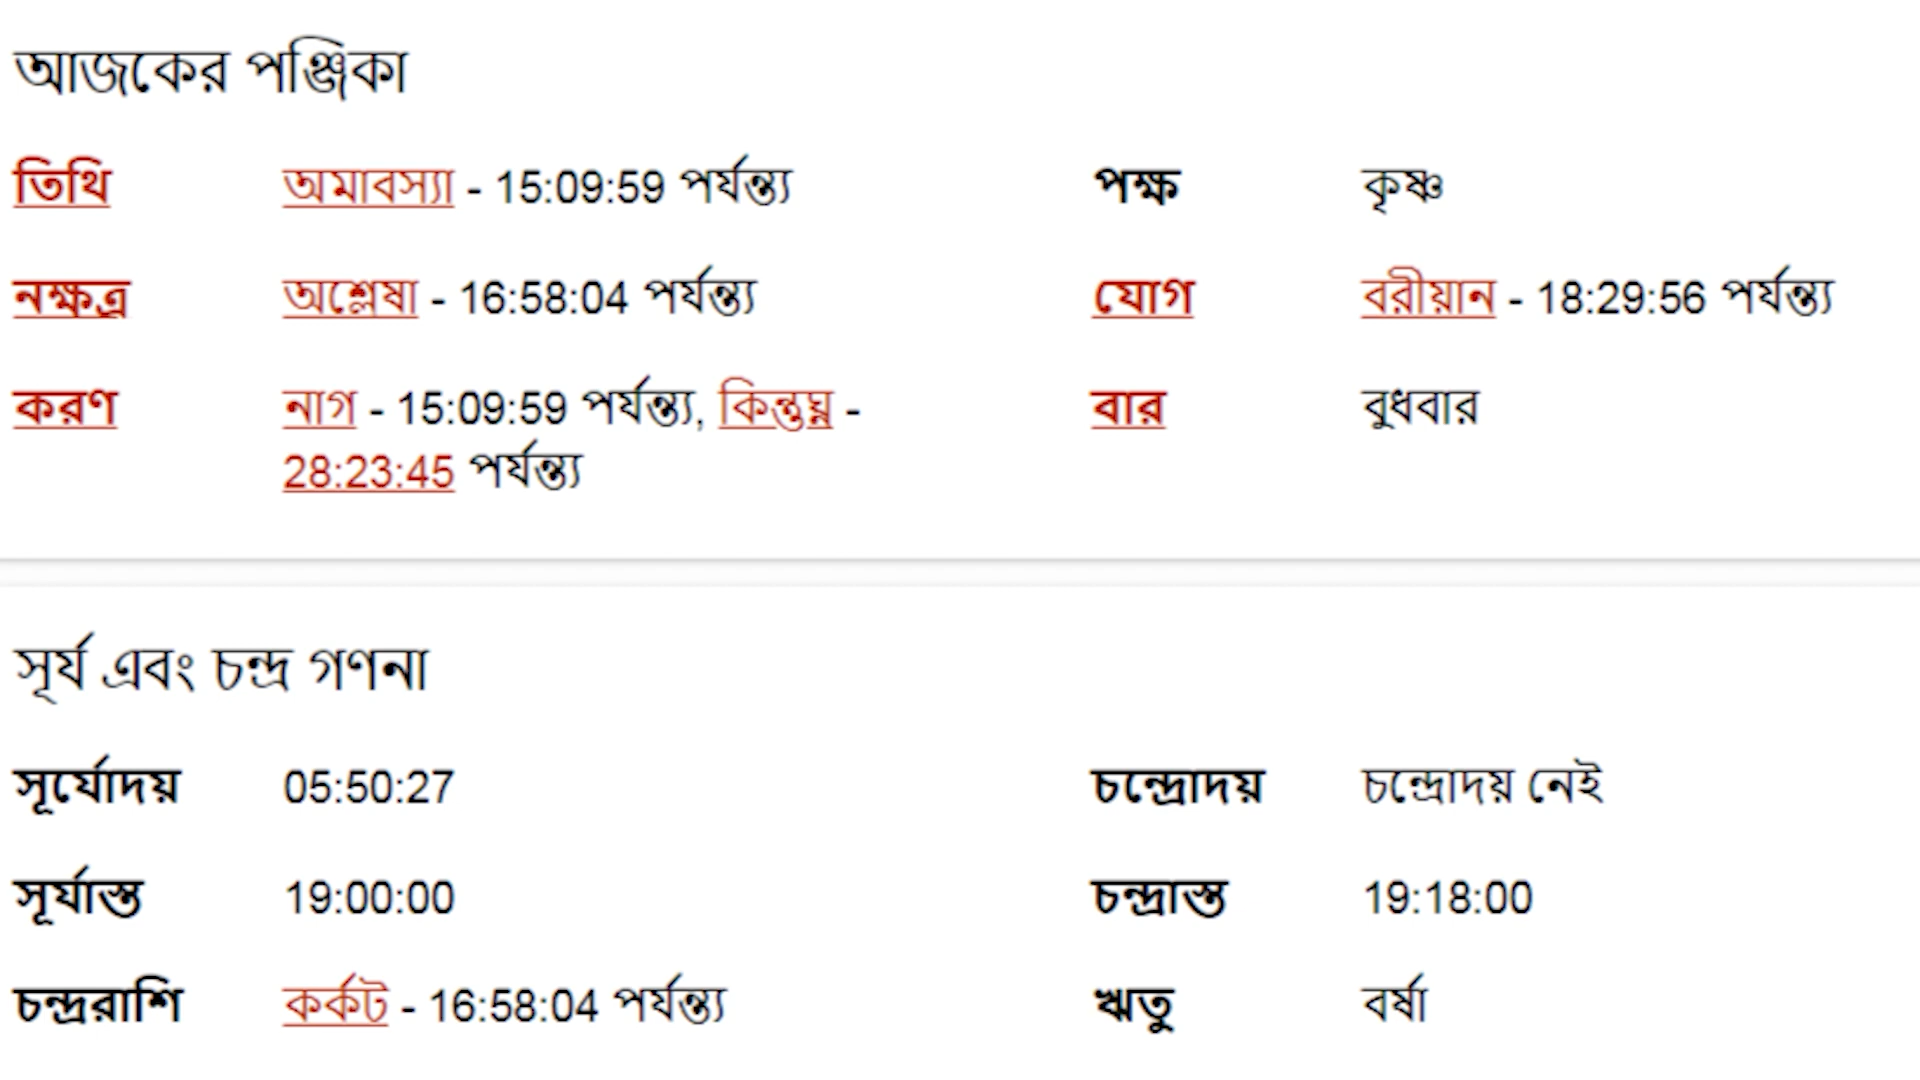 আজকের পঞ্জিকা
তিথি অমাবস্যা - 15:09:59 পর্যন্ত্য পক্ষ কৃষ্ণ
নক্ষত্র অশ্লেষা - 16:58:04 পর্যন্ত্য যোগ বরীয়ান - 18:29:56 পর্যন্ত্য
করণ নাগ - 15:09:59 পর্যন্ত্য, কিন্তুঘ্ন - বার বুধবার
28:23:45 পর্যন্ত্য
সূর্য এবং চন্দ্র গণনা
সূর্যোদয় 05:50:27 চন্দ্রোদয় চন্দ্রোদয় নেই
সূর্যাস্ত 19:00:00 চন্দ্রাস্ত 19:18:00
চন্দ্ররাশি কর্কট - 16:58:04 পর্যন্ত্য ঋতু বর্ষা